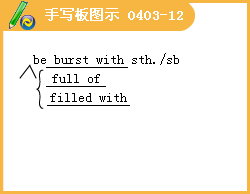 手写板图示 0403-12
be burst with sth./sb
full of
filled with